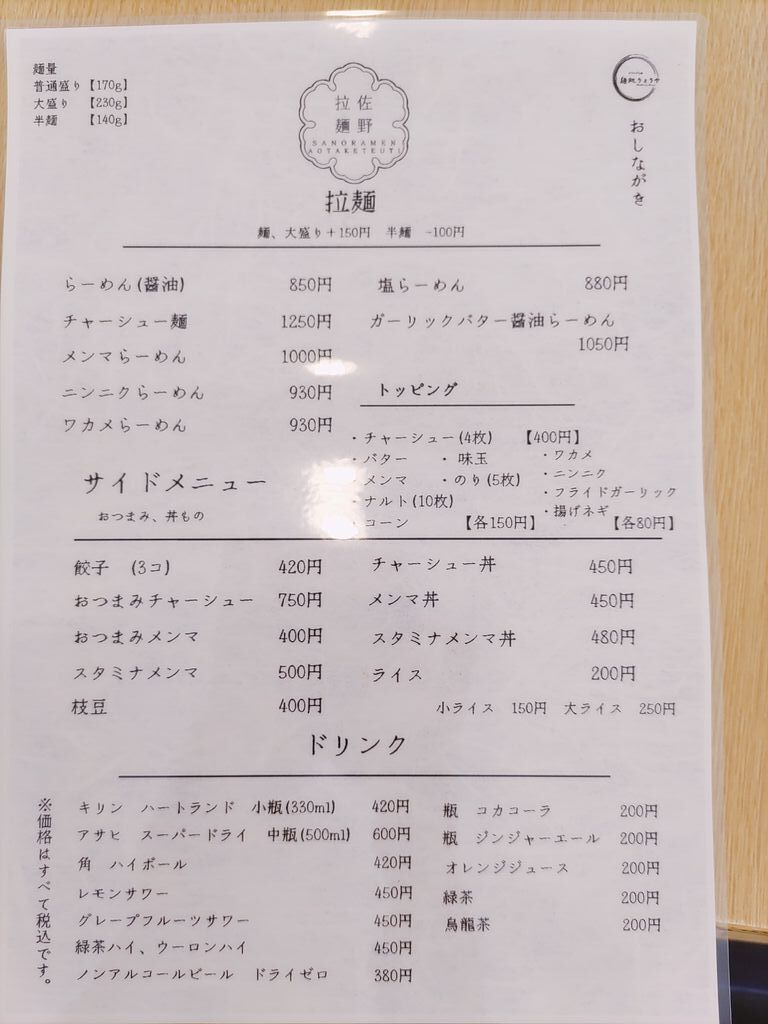 麺量
普通盛り【170g】
大盛り 【230g】
半麺 【140g】
佐野
拉麺
SANORAMEN
AOTAKETEUTI
おしながき
拉麺
麺、大盛り＋150円 半麺 -100円
らーめん(醤油) 850円
チャーシュー麺 1250円
メンマらーめん 1000円
ニンニクらーめん 930円
ワカメらーめん 930円
塩らーめん 880円
ガーリックバター醤油らーめん
1050円
トッピング
・チャーシュー(4枚) 【400円】
・バター ・味玉
・メンマ ・のり(5枚)
・ナルト(10枚)
・コーン 【各150円】
・ワカメ
・ニンニク
・フライドガーリック
・揚げネギ
【各80円】
サイドメニュー
おつまみ、丼もの
餃子 (3コ) 420円
おつまみチャーシュー 750円
おつまみメンマ 400円
スタミナメンマ 500円
枝豆 400円
チャーシュー丼 450円
メンマ丼 450円
スタミナメンマ丼 480円
ライス 200円
小ライス 150円 大ライス 250円
ドリンク
キリン ハートランド 小瓶(330ml) 420円
アサヒ スーパードライ 中瓶(500ml) 600円
角 ハイボール 420円
レモンサワー 450円
グレープフルーツサワー 450円
緑茶ハイ、ウーロンハイ 450円
ノンアルコールビール ドライゼロ 380円
瓶 コカコーラ 200円
瓶 ジンジャーエール 200円
オレンジジュース 200円
緑茶 200円
烏龍茶 200円
※価格はすべて税込です。